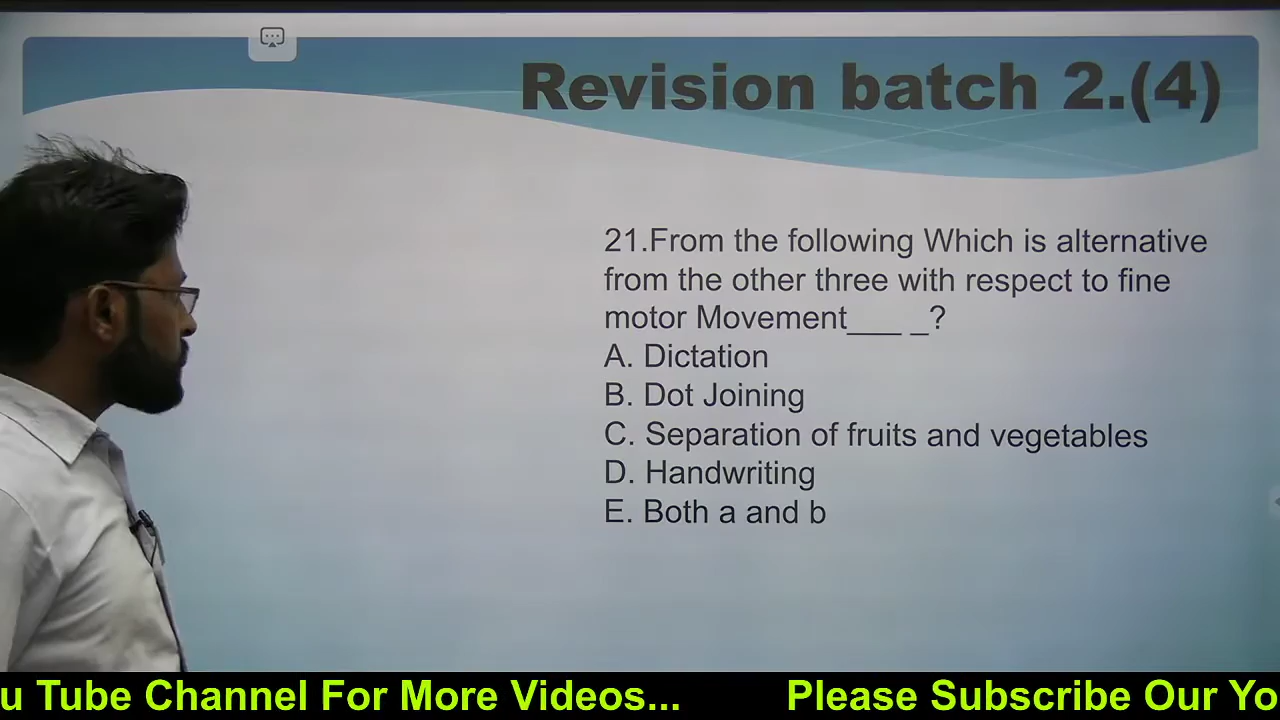 Revision batch 2.(4)
21.From the following Which is alternative
from the other three with respect to fine
motor Movement___ _?
A. Dictation
B. Dot Joining
C. Separation of fruits and vegetables
D. Handwriting
E. Both a and b
u Tube Channel For More Videos... Please Subscribe Our Yo